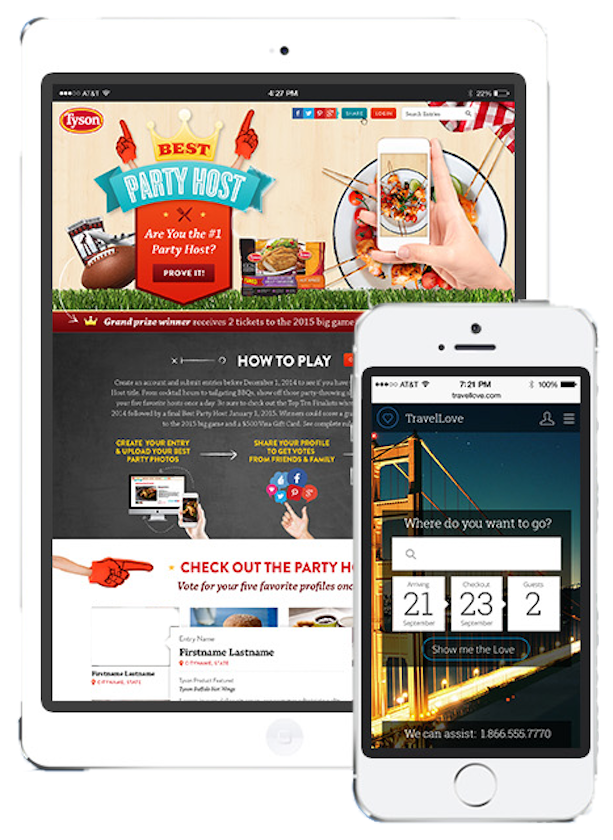 AT&T 4:27 PM 22%
Tyson
SHARE LOGIN Search Entries
BEST
PARTY HOST
Are You the #1
Party Host?
PROVE IT!
Grand prize winner receives 2 tickets to the 2015 big game
HOW TO PLAY
Create an account and submit entries before December 1, 2014 to see if you have
Host title. From cocktail hours to tailgating BBQs, show off those party-throwing
your five favorite hosts once a day. Be sure to check out the Top Ten Finalists
2014 followed by a final Best Party Host January 1, 2015. Winners could score a
to the 2015 big game and a $500 Visa Gift Card. See complete
CREATE YOUR ENTRY
& UPLOAD YOUR BEST
PARTY PHOTOS
SHARE YOUR PROFILE
TO GET VOTES
FROM FRIENDS & FAMILY
CHECK OUT THE PARTY HO
Vote for your five favorite profiles onc
Firstname Lastname
CITYNAME, STATE
Entry Name
Firstname Lastname
CITYNAME, STATE
Tyson Product Featured
Tyson Buffalo Hot Wings
AT&T 7:21 PM 100%
travellove.com
TravelLove
Where do you want to go?
Arriving Checkout Guests
21 23 2
September September
Show me the Love
We can assist: 1.866.555.7770